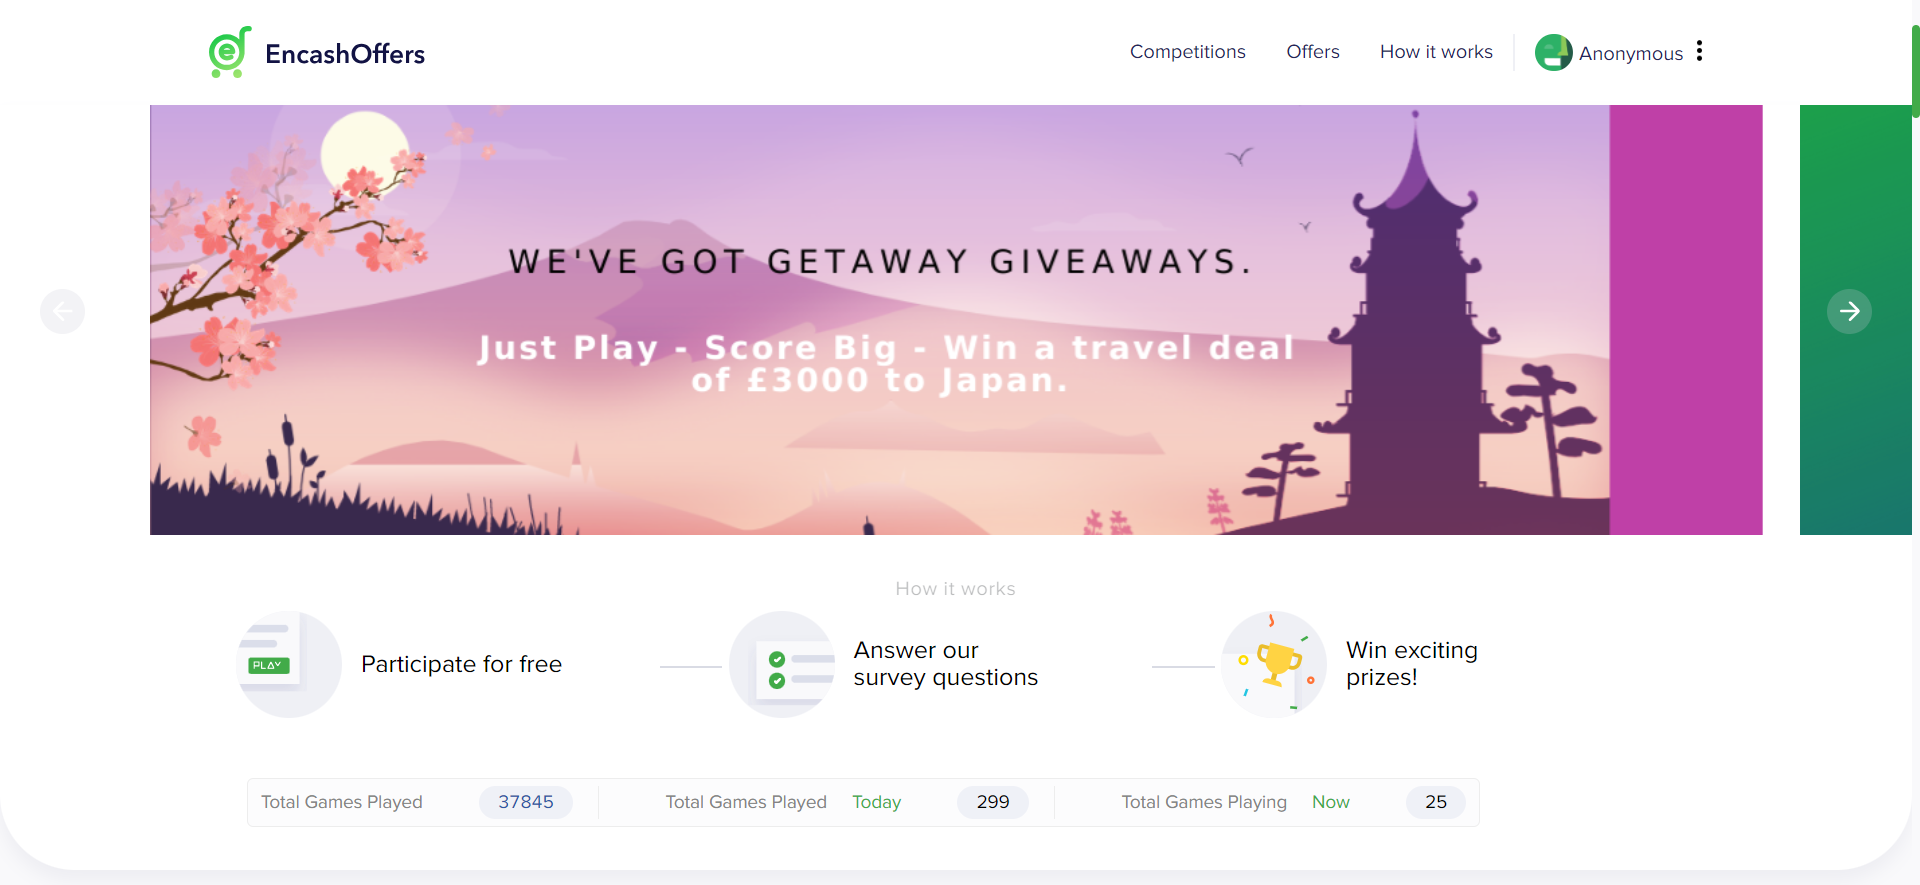 EncashOffers
Competitions
Offers
How it works
Anonymous
WE'VE GOT GETAWAY GIVEAWAYS.
Just Play - Score Big - Win a travel deal
of £3000 to Japan.
How it works
PLAY
Participate for free
Answer our
survey questions
Win exciting
prizes!
Total Games Played 37845
Total Games Played Today 299
Total Games Playing Now 25